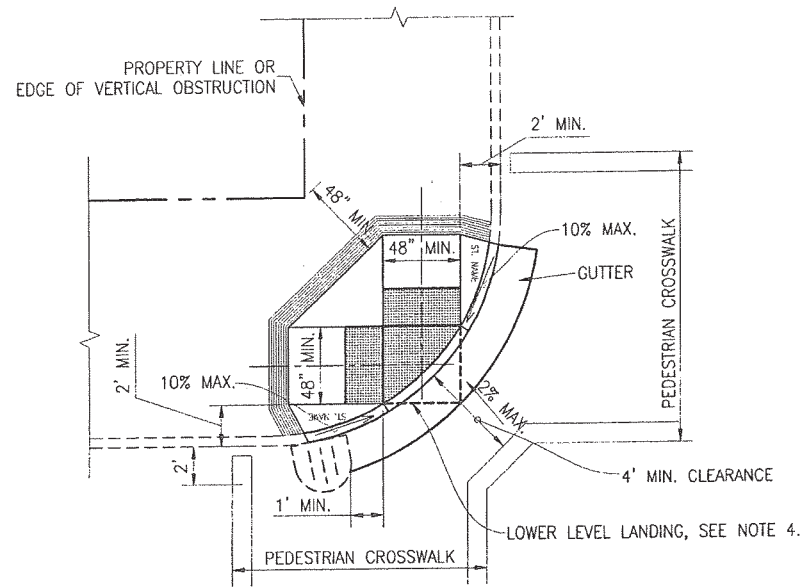 PROPERTY LINE OR
EDGE OF VERTICAL OBSTRUCTION
2' MIN.
48" MIN.
10% MAX.
48" MIN.
ST. NAME
GUTTER
PEDESTRIAN CROSSWALK
2' MIN.
48" MIN.
10% MAX.
ST. NAME
2% MAX.
2'
4' MIN. CLEARANCE
1' MIN.
LOWER LEVEL LANDING, SEE NOTE 4.
PEDESTRIAN CROSSWALK